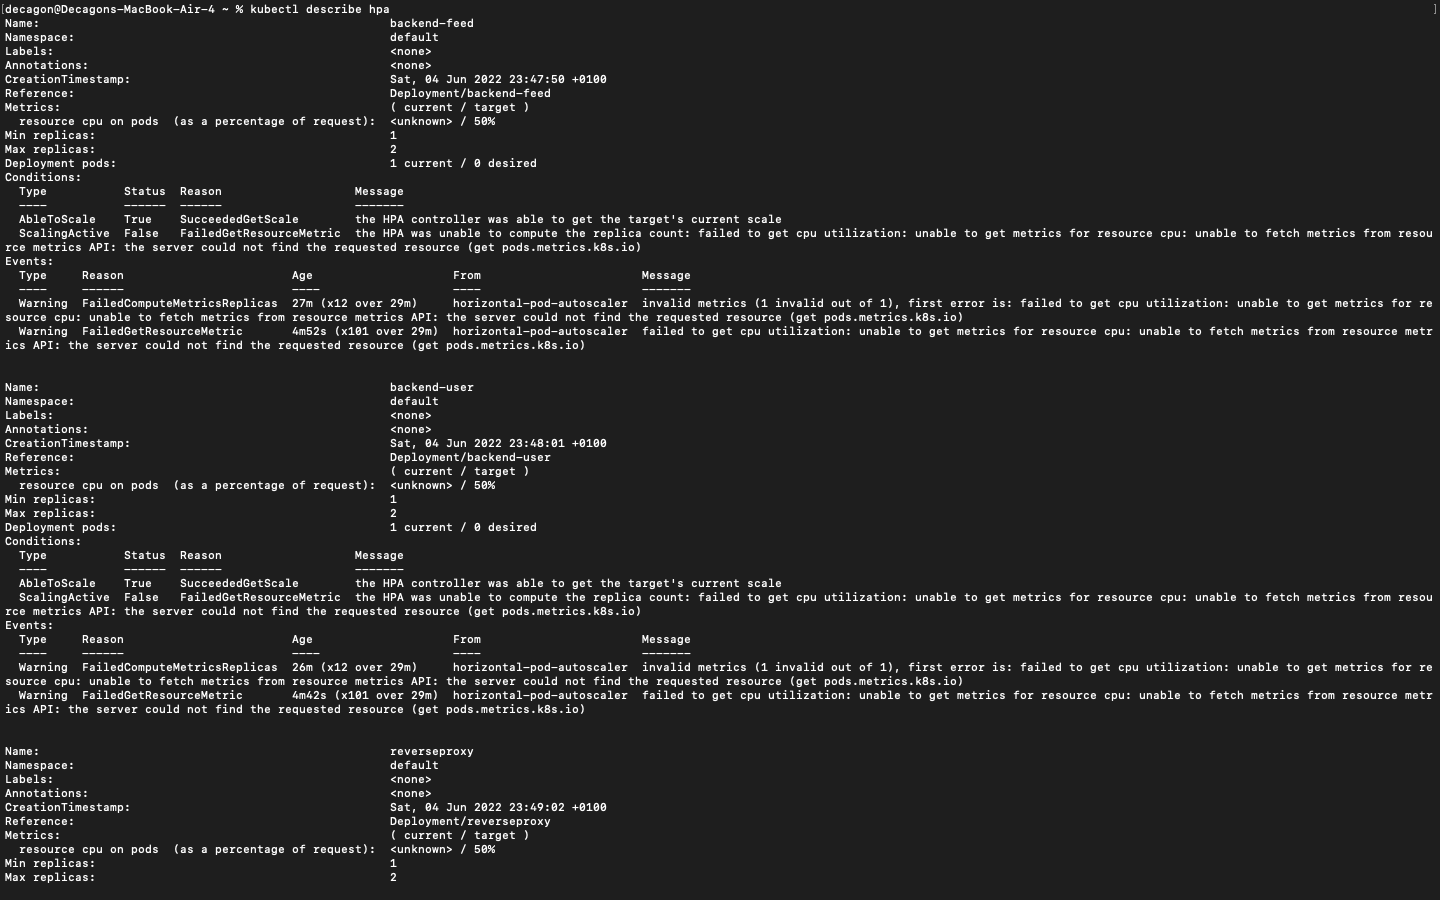 [decagon@Decagons-MacBook-Air-4 ~ % kubectl describe hpa ]
Name: backend-feed
Namespace: default
Labels: <none>
Annotations: <none>
CreationTimestamp: Sat, 04 Jun 2022 23:47:50 +0100
Reference: Deployment/backend-feed
Metrics: ( current / target )
  resource cpu on pods  (as a percentage of request): <unknown> / 50%
Min replicas: 1
Max replicas: 2
Deployment pods: 1 current / 0 desired
Conditions:
  Type           Status  Reason                   Message
  ----           ------  ------                   -------
  AbleToScale    True    SucceededGetScale        the HPA controller was able to get the target's current scale
  ScalingActive  False   FailedGetResourceMetric  the HPA was unable to compute the replica count: failed to get cpu utilization: unable to get metrics for resource cpu: unable to fetch metrics from resou
rce metrics API: the server could not find the requested resource (get pods.metrics.k8s.io)
Events:
  Type     Reason                        Age                    From                       Message
  ----     ------                        ----                   ----                       -------
  Warning  FailedComputeMetricsReplicas  27m (x12 over 29m)     horizontal-pod-autoscaler  invalid metrics (1 invalid out of 1), first error is: failed to get cpu utilization: unable to get metrics for re
source cpu: unable to fetch metrics from resource metrics API: the server could not find the requested resource (get pods.metrics.k8s.io)
  Warning  FailedGetResourceMetric       4m52s (x101 over 29m)  horizontal-pod-autoscaler  failed to get cpu utilization: unable to get metrics for resource cpu: unable to fetch metrics from resource metr
ics API: the server could not find the requested resource (get pods.metrics.k8s.io)
Name: backend-user
Namespace: default
Labels: <none>
Annotations: <none>
CreationTimestamp: Sat, 04 Jun 2022 23:48:01 +0100
Reference: Deployment/backend-user
Metrics: ( current / target )
  resource cpu on pods  (as a percentage of request): <unknown> / 50%
Min replicas: 1
Max replicas: 2
Deployment pods: 1 current / 0 desired
Conditions:
  Type           Status  Reason                   Message
  ----           ------  ------                   -------
  AbleToScale    True    SucceededGetScale        the HPA controller was able to get the target's current scale
  ScalingActive  False   FailedGetResourceMetric  the HPA was unable to compute the replica count: failed to get cpu utilization: unable to get metrics for resource cpu: unable to fetch metrics from resou
rce metrics API: the server could not find the requested resource (get pods.metrics.k8s.io)
Events:
  Type     Reason                        Age                    From                       Message
  ----     ------                        ----                   ----                       -------
  Warning  FailedComputeMetricsReplicas  26m (x12 over 29m)     horizontal-pod-autoscaler  invalid metrics (1 invalid out of 1), first error is: failed to get cpu utilization: unable to get metrics for re
source cpu: unable to fetch metrics from resource metrics API: the server could not find the requested resource (get pods.metrics.k8s.io)
  Warning  FailedGetResourceMetric       4m42s (x101 over 29m)  horizontal-pod-autoscaler  failed to get cpu utilization: unable to get metrics for resource cpu: unable to fetch metrics from resource metr
ics API: the server could not find the requested resource (get pods.metrics.k8s.io)
Name: reverseproxy
Namespace: default
Labels: <none>
Annotations: <none>
CreationTimestamp: Sat, 04 Jun 2022 23:49:02 +0100
Reference: Deployment/reverseproxy
Metrics: ( current / target )
  resource cpu on pods  (as a percentage of request): <unknown> / 50%
Min replicas: 1
Max replicas: 2